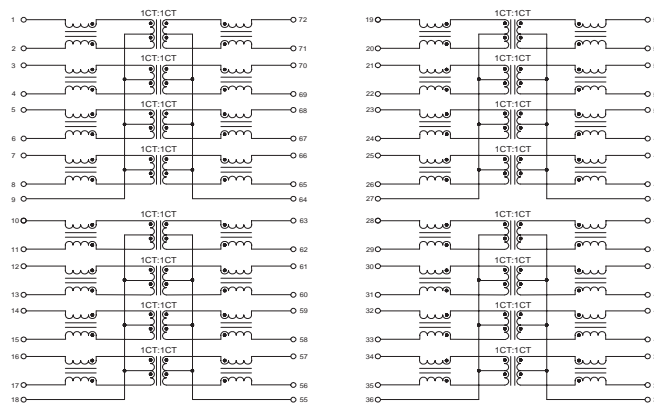 1CT:1CT
1 72
2 71
1CT:1CT
3 70
4 69
1CT:1CT
5 68
6 67
1CT:1CT
7 66
8 65
9 64
1CT:1CT
10 63
11 62
1CT:1CT
12 61
13 60
1CT:1CT
14 59
15 58
1CT:1CT
16 57
17 56
18 55
1CT:1CT
19
20
1CT:1CT
21
22
1CT:1CT
23
24
1CT:1CT
25
26
27
1CT:1CT
28
29
1CT:1CT
30
31
1CT:1CT
32
33
1CT:1CT
34
35
36